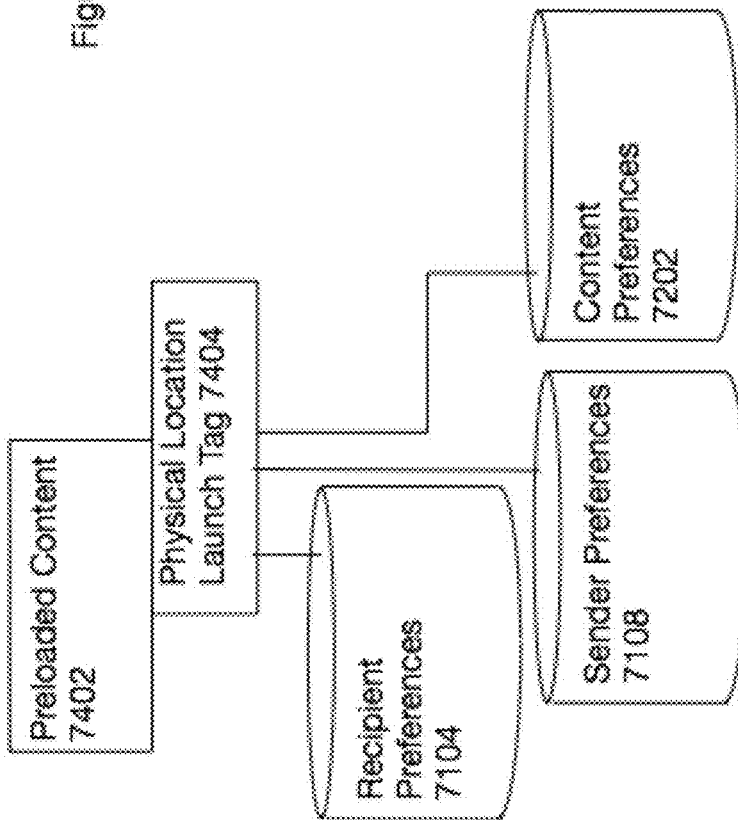 Fig
Preloaded Content
7402
Physical Location
Launch Tag 7404
Recipient
Preferences
7104
Sender Preferences
7108
Content
Preferences
7202